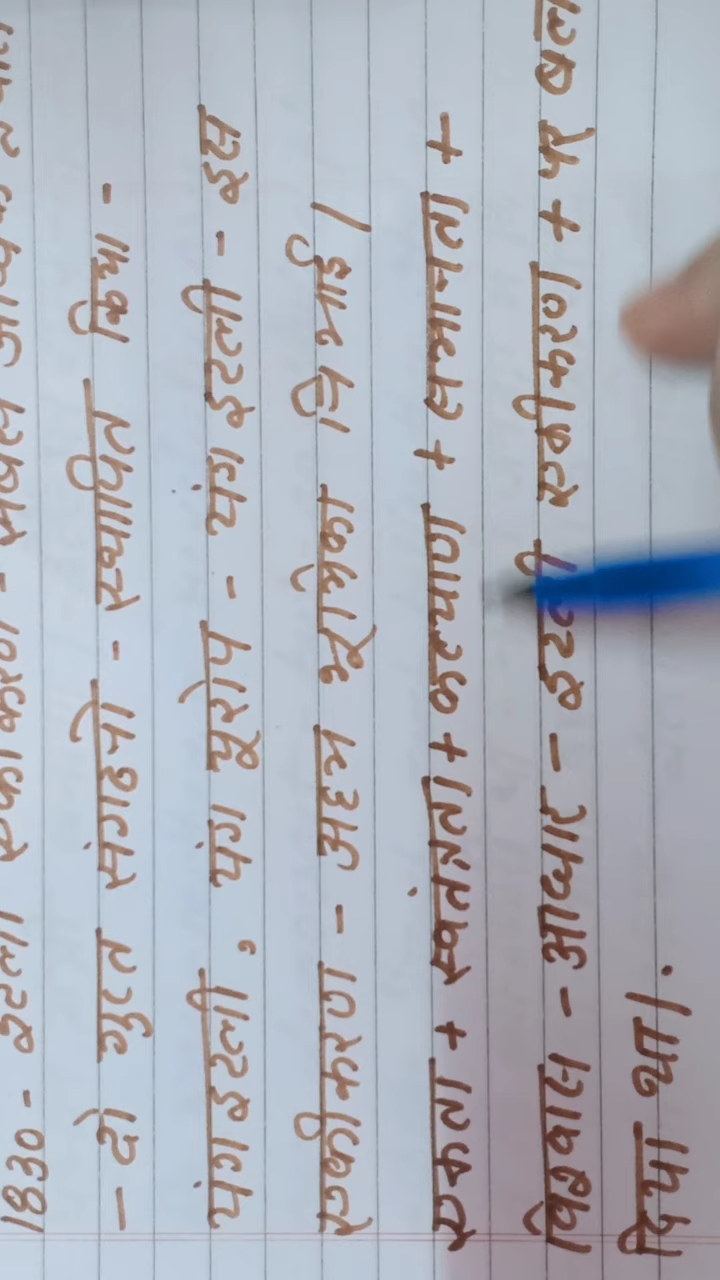 1830 - इटली एकीकरण -
- दो गुप्त संगठनो - स्थापित किया -
यंग इटली, यंग यूरोप - यंग इटली - इस
एकीकरण - अहम भूमिका निभाई।
एकता + स्वतंत्रता + कल्याण + समानता +
विश्वास - आधार - इटली एकीकरण + पर बल
दिया था।.